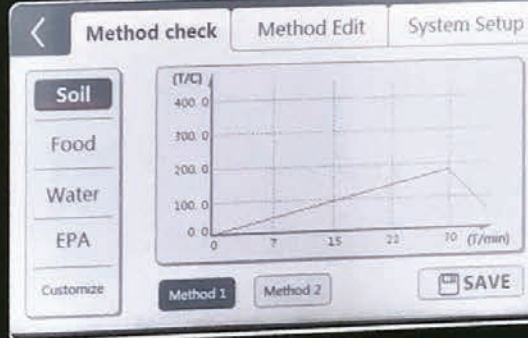 Method check
Method Edit
System Setup
Soil
Food
Water
EPA
Customize
(T/C)
400. 0
300. 0
200. 0
100. 0
0 0
0
7
15
22
30 (T/min)
Method 1
Method 2
SAVE